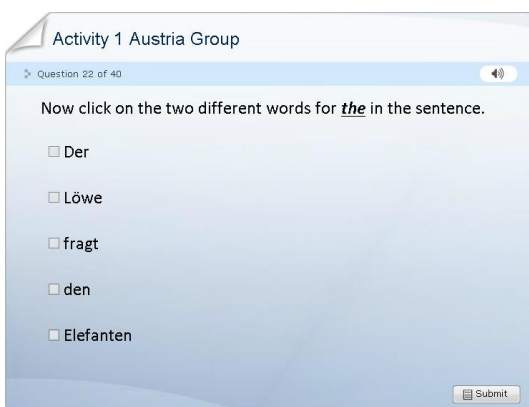 Activity 1 Austria Group
Question 22 of 40
Now click on the two different words for the in the sentence.
Der
Löwe
fragt
den
Elefanten
Submit